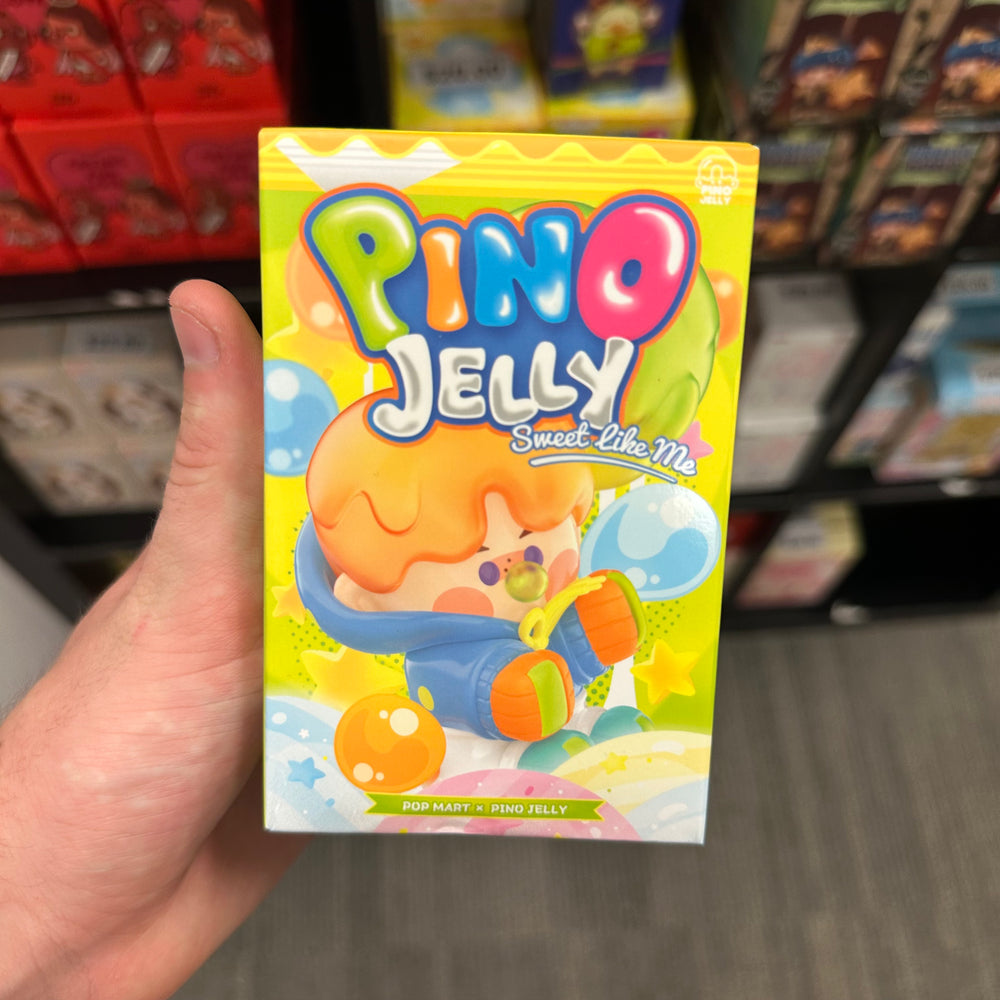 PINO
JELLY
PINO
JELLY
Sweet Like Me
POP MART × PINO JELLY